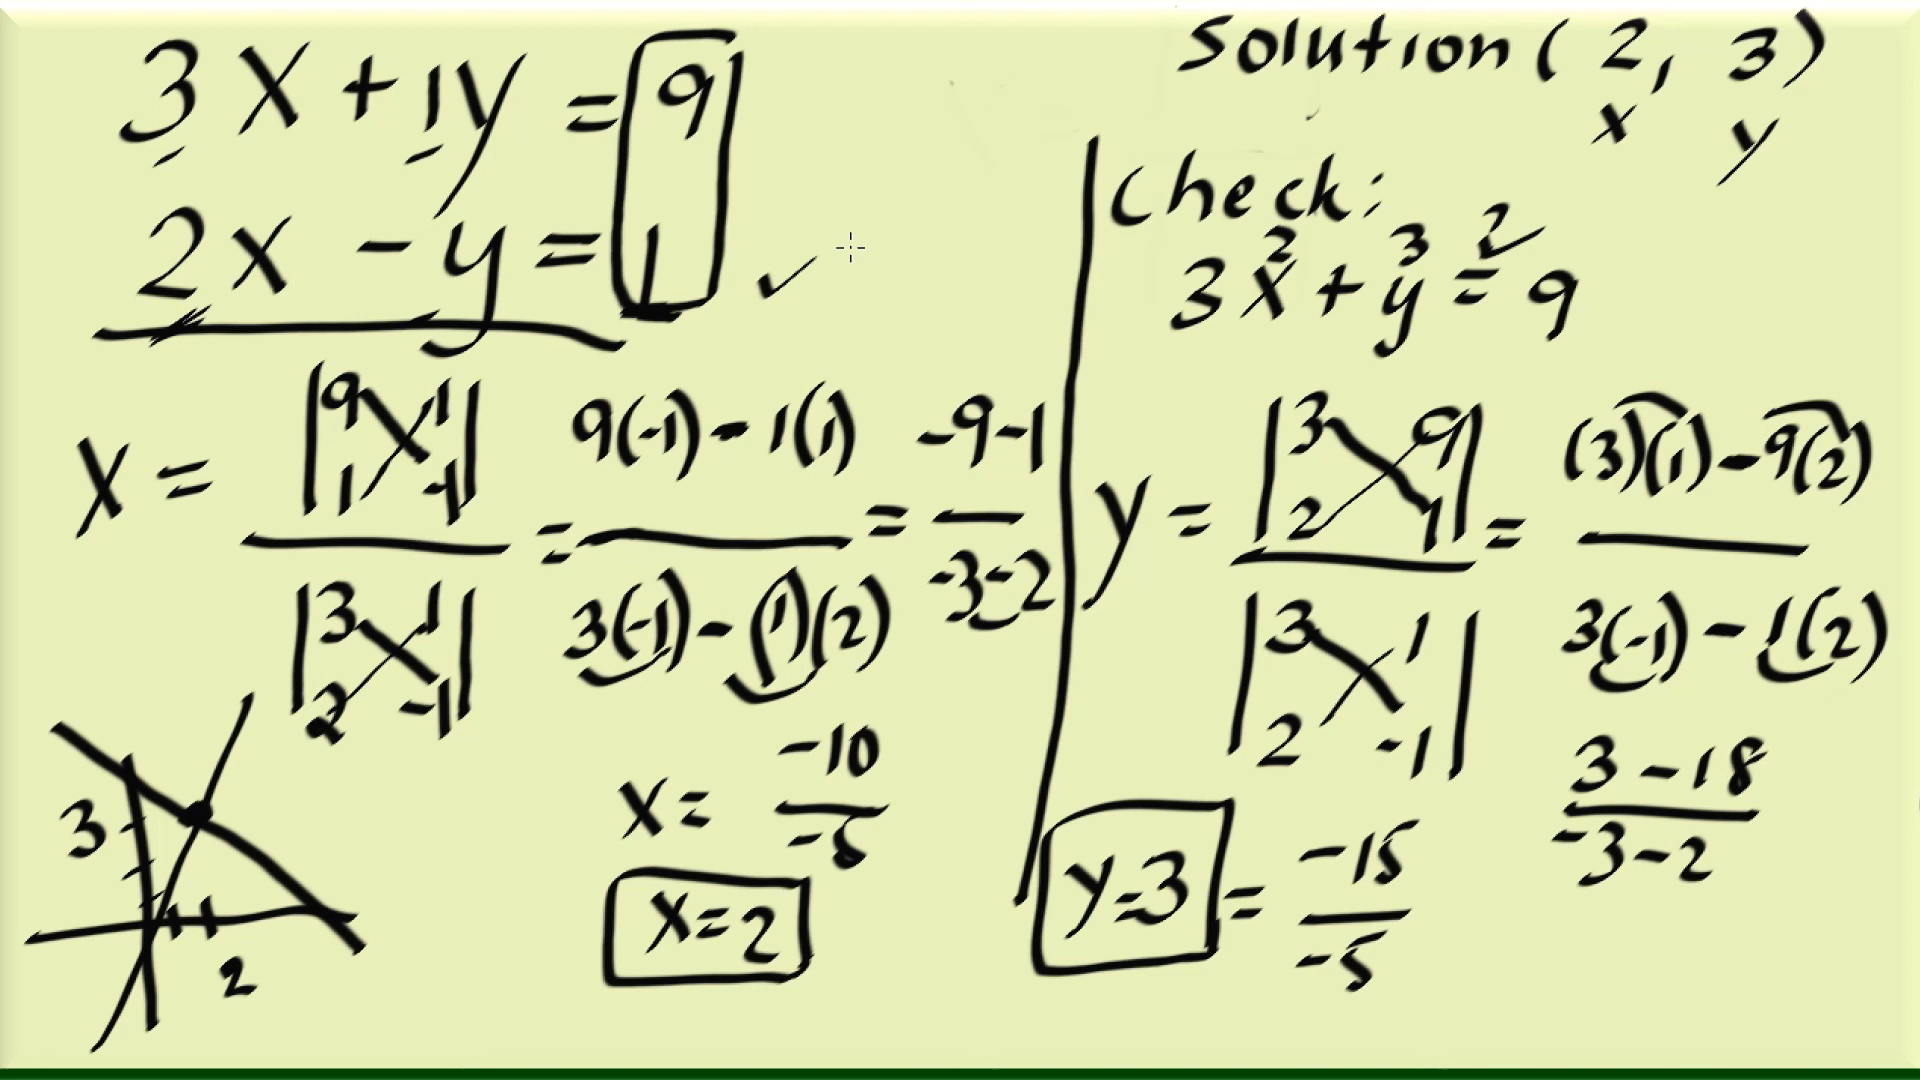 3x + 1y = 9
2x - y = 1 ✓
x = |9 1| = 9(-1) - 1(1) = -9-1
|1 -1|
|3 1| 3(-1) - (1)(2) -3-2
|2 -1|
x = -10
-5
x=2
3
2
Solution (2, 3)
x y
Check:
2 3 ?
3x + y = 9
y = |3 9| = (3)(1) - 9(2)
|2 1|
|3 1| 3(-1) - 1(2)
|2 -1|
3 - 18
-3 - 2
y=3 = -15
-5